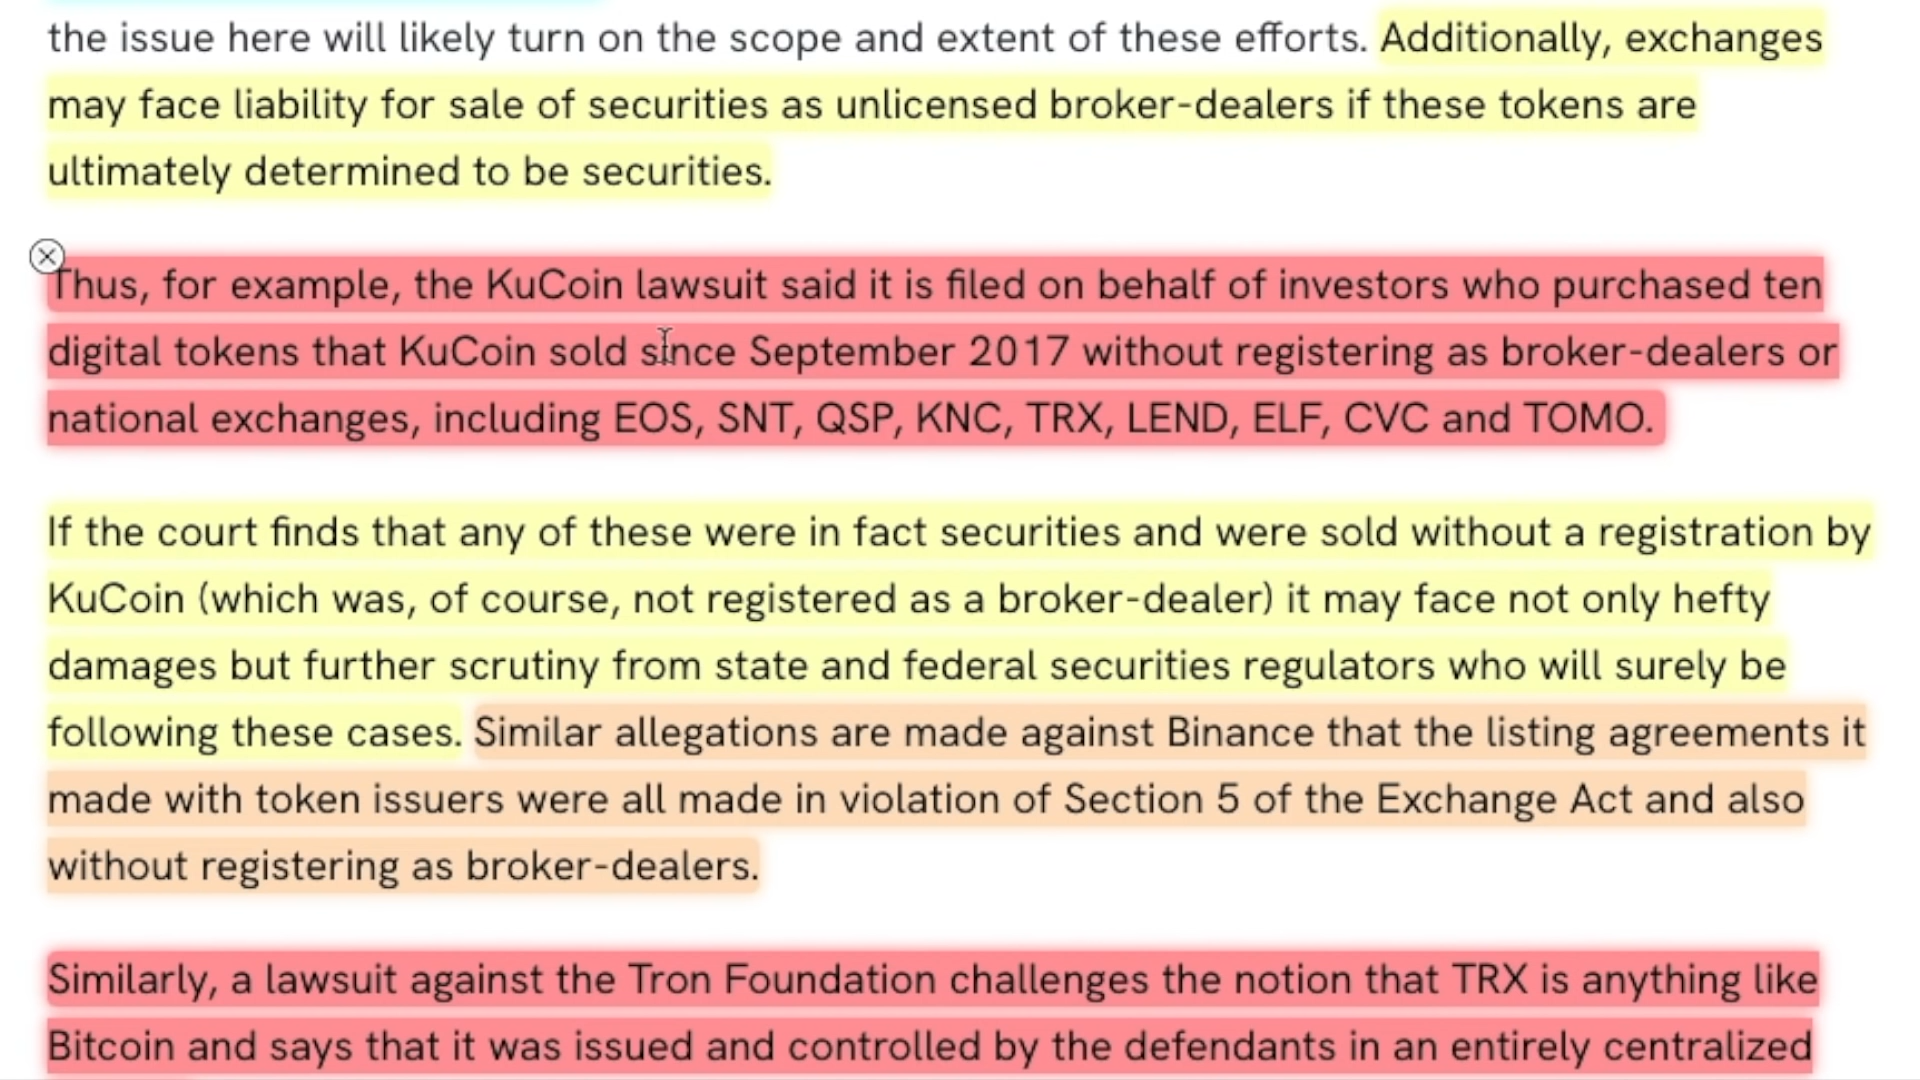 the issue here will likely turn on the scope and extent of these efforts. Additionally, exchanges
may face liability for sale of securities as unlicensed broker-dealers if these tokens are
ultimately determined to be securities.
Thus, for example, the KuCoin lawsuit said it is filed on behalf of investors who purchased ten
digital tokens that KuCoin sold since September 2017 without registering as broker-dealers or
national exchanges, including EOS, SNT, QSP, KNC, TRX, LEND, ELF, CVC and TOMO.
If the court finds that any of these were in fact securities and were sold without a registration by
KuCoin (which was, of course, not registered as a broker-dealer) it may face not only hefty
damages but further scrutiny from state and federal securities regulators who will surely be
following these cases. Similar allegations are made against Binance that the listing agreements it
made with token issuers were all made in violation of Section 5 of the Exchange Act and also
without registering as broker-dealers.
Similarly, a lawsuit against the Tron Foundation challenges the notion that TRX is anything like
Bitcoin and says that it was issued and controlled by the defendants in an entirely centralized